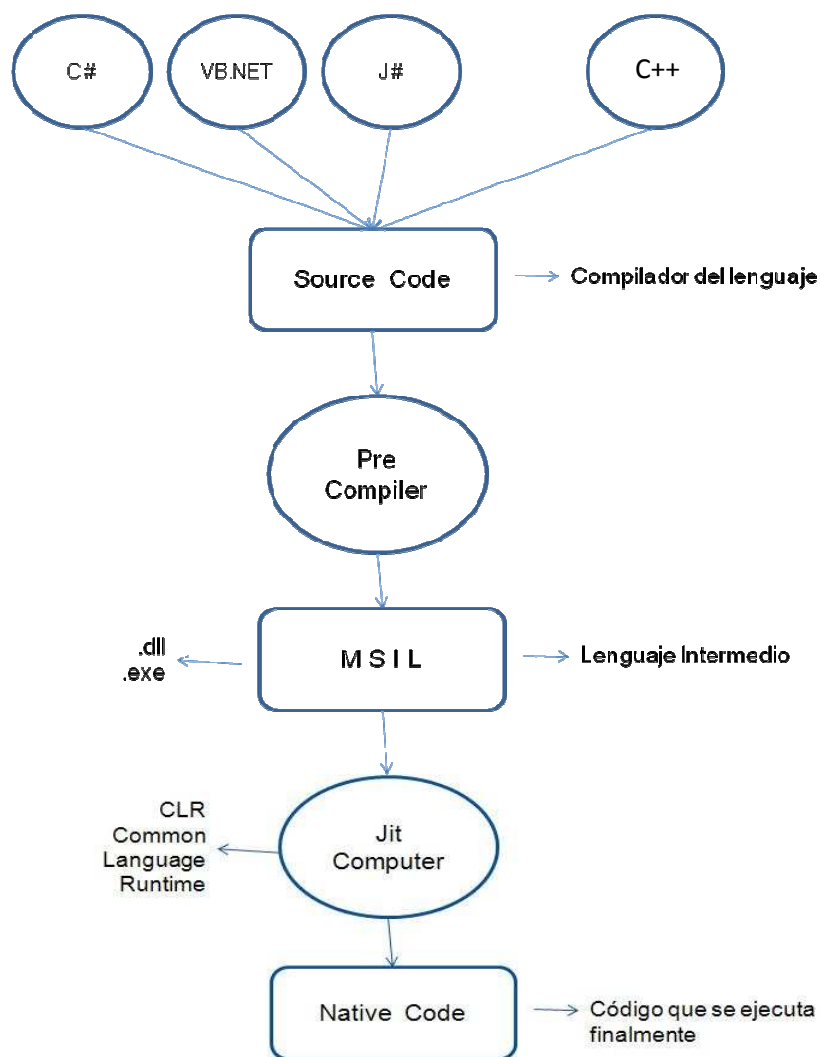 C#
VB.NET
J#
C++
Source Code
Compilador del lenguaje
Pre
Compiler
.dll
.exe
M S I L
Lenguaje Intermedio
CLR
Common
Language
Runtime
Jit
Computer
Native Code
Código que se ejecuta
finalmente